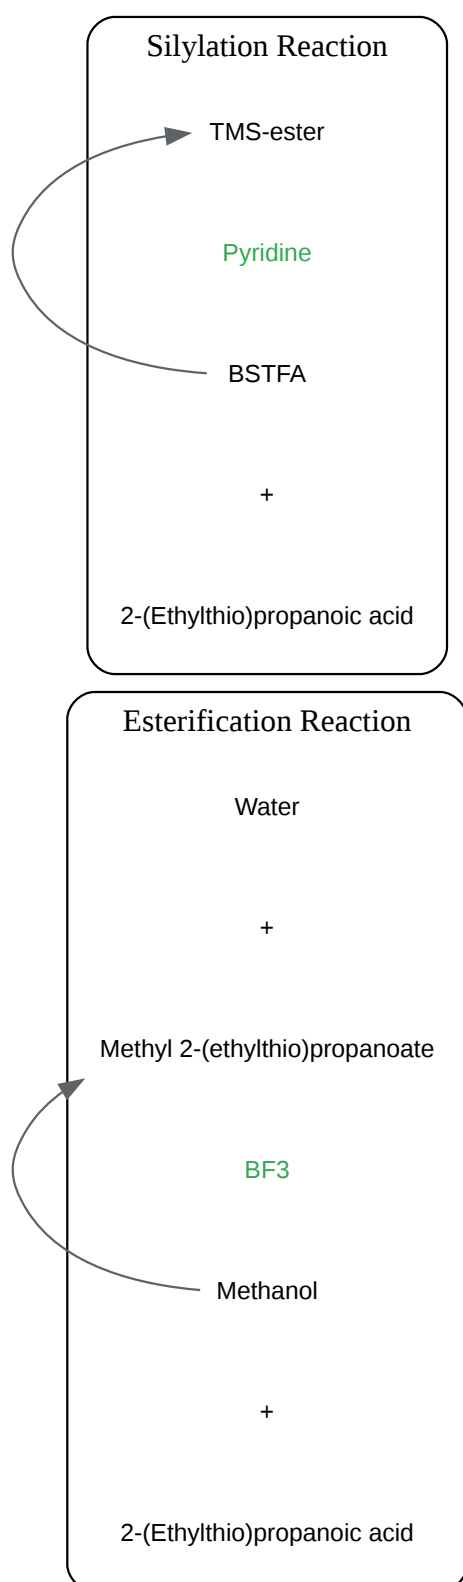 Silylation Reaction
TMS-ester
Pyridine
BSTFA
+
2-(Ethylthio)propanoic acid
Esterification Reaction
Water
+
Methyl 2-(ethylthio)propanoate
BF3
Methanol
+
2-(Ethylthio)propanoic acid